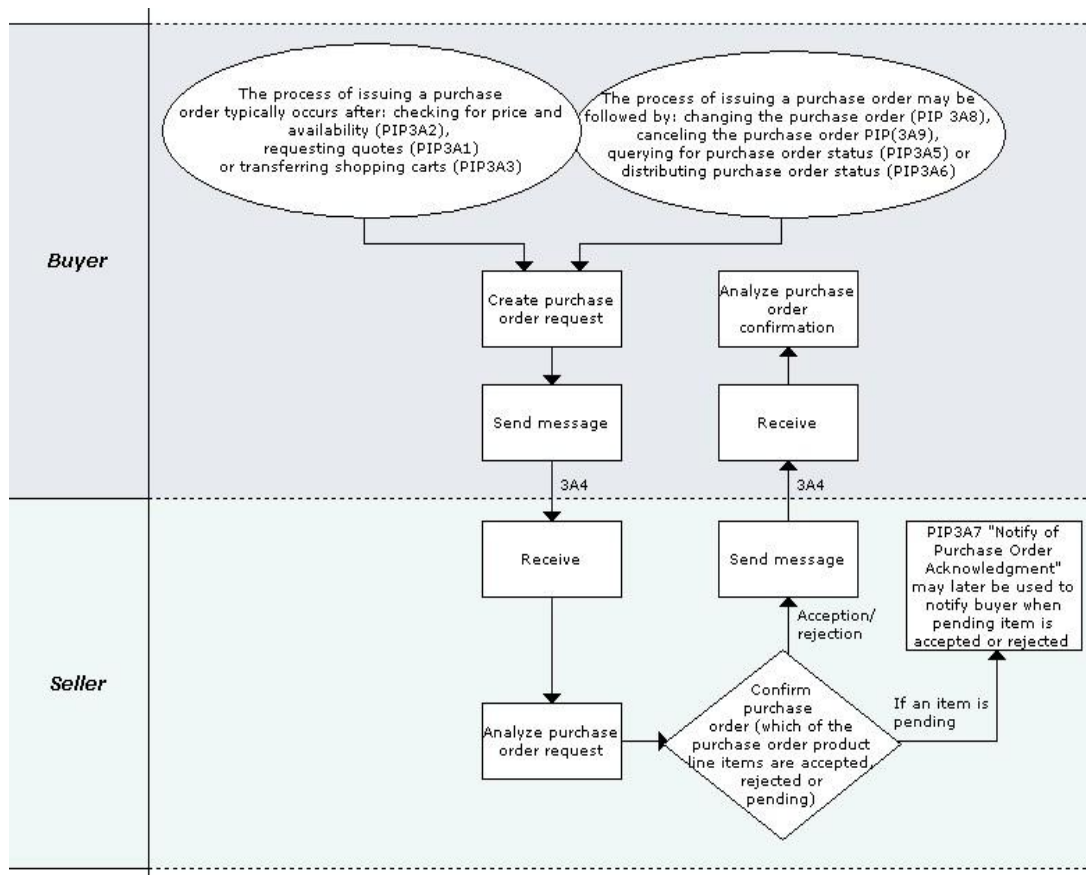 The process of issuing a purchase
order typically occurs after: checking for price and
availability (PIP3A2),
requesting quotes (PIP3A1)
or transferring shopping carts (PIP3A3)
The process of issuing a purchase order may be
followed by: changing the purchase order (PIP 3A8),
canceling the purchase order PIP(3A9),
querying for purchase order status (PIP3A5) or
distributing purchase order status (PIP3A6)
Buyer
Create purchase
order request
Analyze purchase
order
confirmation
Send message
Receive
3A4
3A4
Receive
Send message
PIP3A7 "Notify of
Purchase Order
Acknowledgment"
may later be used to
notify buyer when
pending item is
accepted or rejected
Acception/
rejection
Seller
Analyze purchase
order request
Confirm
purchase
order (which of the
purchase order product
line items are accepted,
rejected or
pending)
If an item is
pending